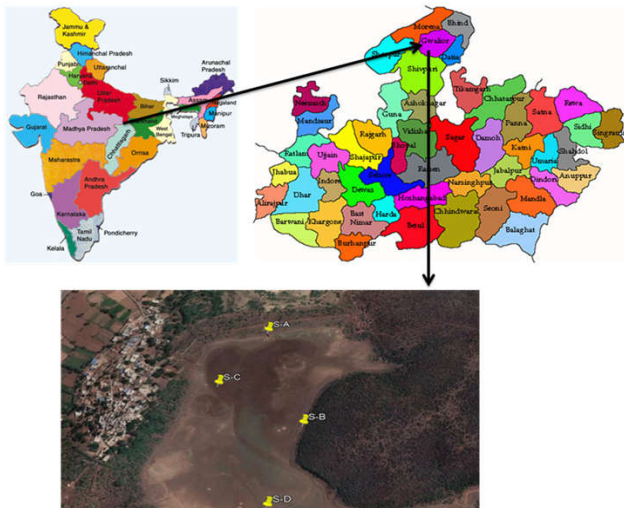 Jammu &
Kashmir
Himachal Pradesh
Punjab
Uttaranchal
Haryana
Delhi
Arunachal Pradesh
Sikkim
Rajasthan
Uttar
Pradesh
Bihar
Assam
Nagaland
Meghalaya
Manipur
Mizoram
Tripura
West
Bengal
Jharkhand
Gujarat
Madhya Pradesh
Chhattisgarh
Orrisa
Maharastra
Andhra
Pradesh
Goa
Karnataka
Tamil
Nadu
Pondicherry
Kelala
Morena
Bhind
Gwalior
Datia
Sheopur
Shivpuri
Tikamgarh
Chhatarpur
Neemuch
Mandsaur
Guna
Ashoknagar
Panna
Satna
Rewa
Sidhi
Singrauli
Rajgarh
Vidisha
Sagar
Damoh
Katni
Umaria
Shahdol
Ratlam
Ujjain
Shajapur
Bhopal
Raisen
Jabalpur
Dindori
Anuppur
Jhabua
Indore
Dewas
Sehore
Narsinghpur
Mandla
Alirajpur
Dhar
Hoshangabad
Seoni
Barwani
Khargone
East
Nimar
Harda
Betul
Chhindwara
Balaghat
Burhanpur
S-A
S-C
S-B
S-D